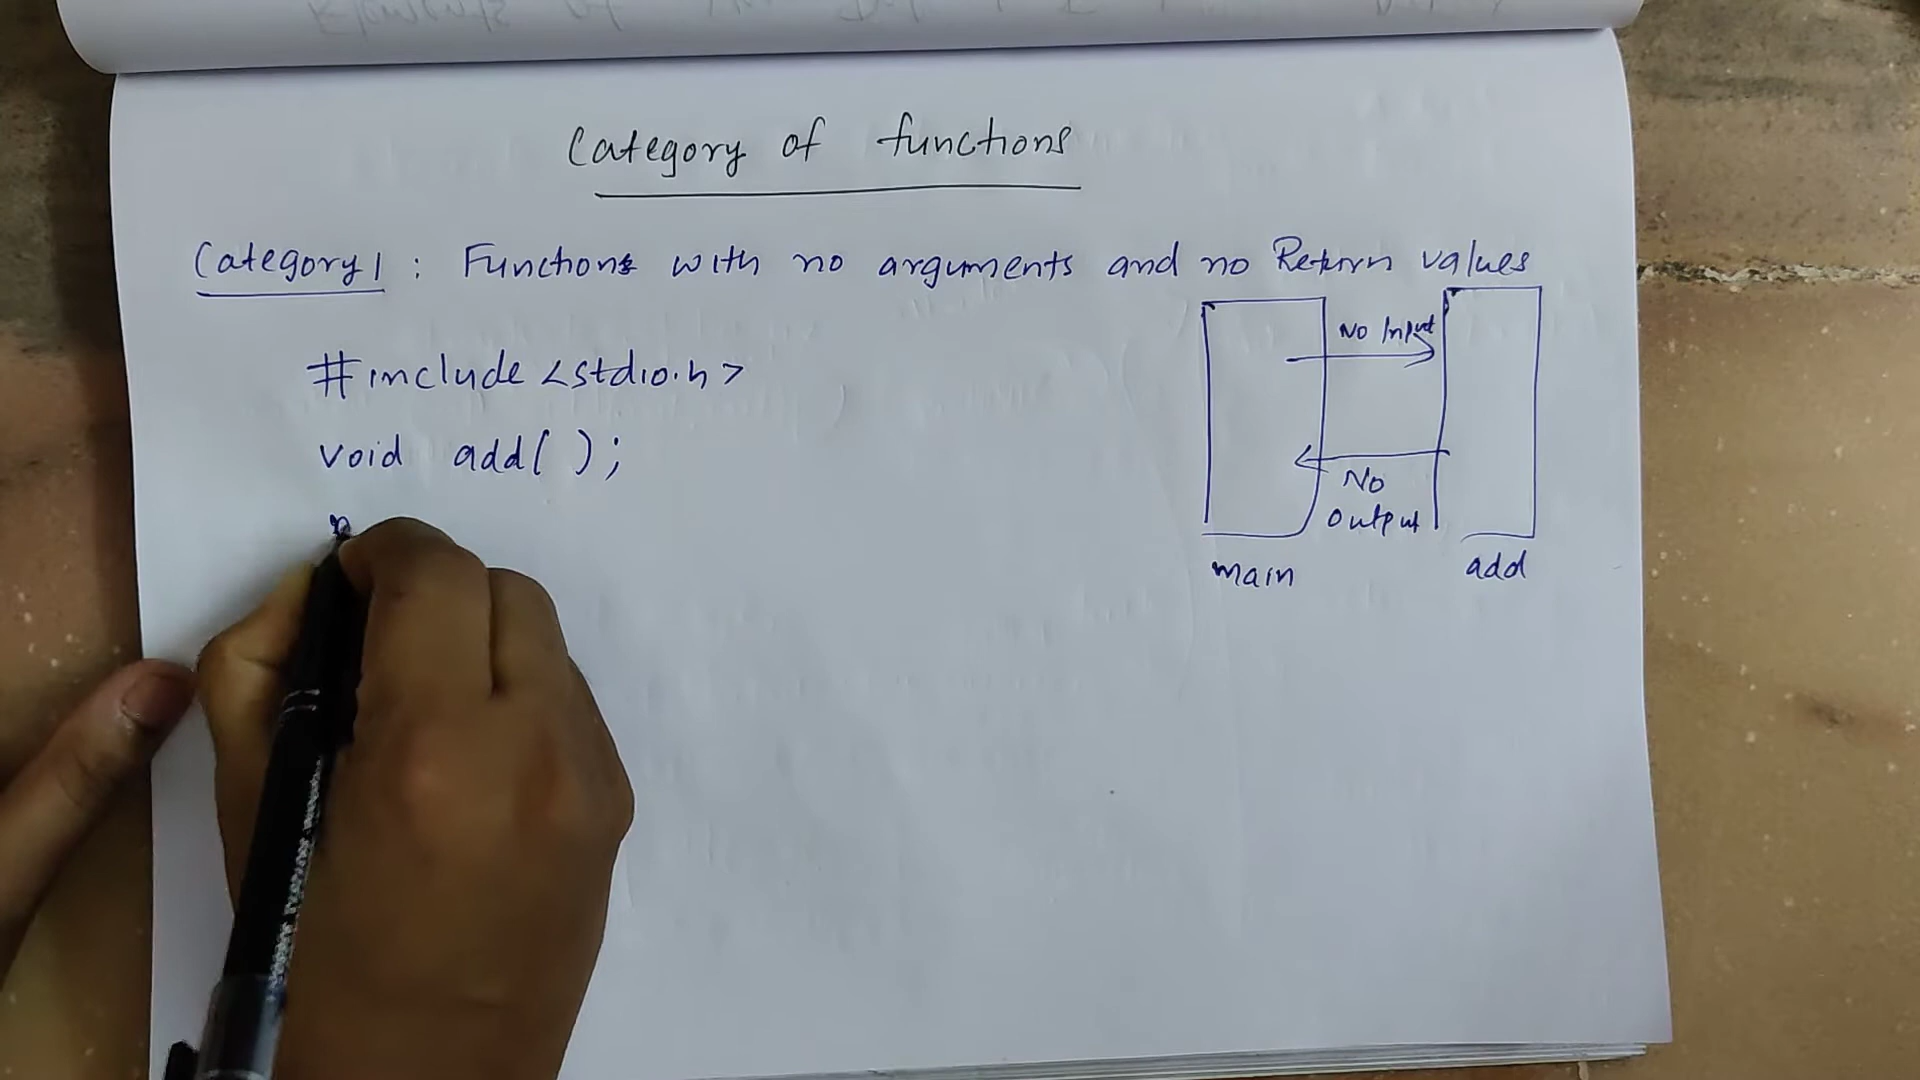 Category of functions
Category 1 : Functions with no arguments and no Return values
#include <stdio.h>
void add( );
No Input
No
output
main
add